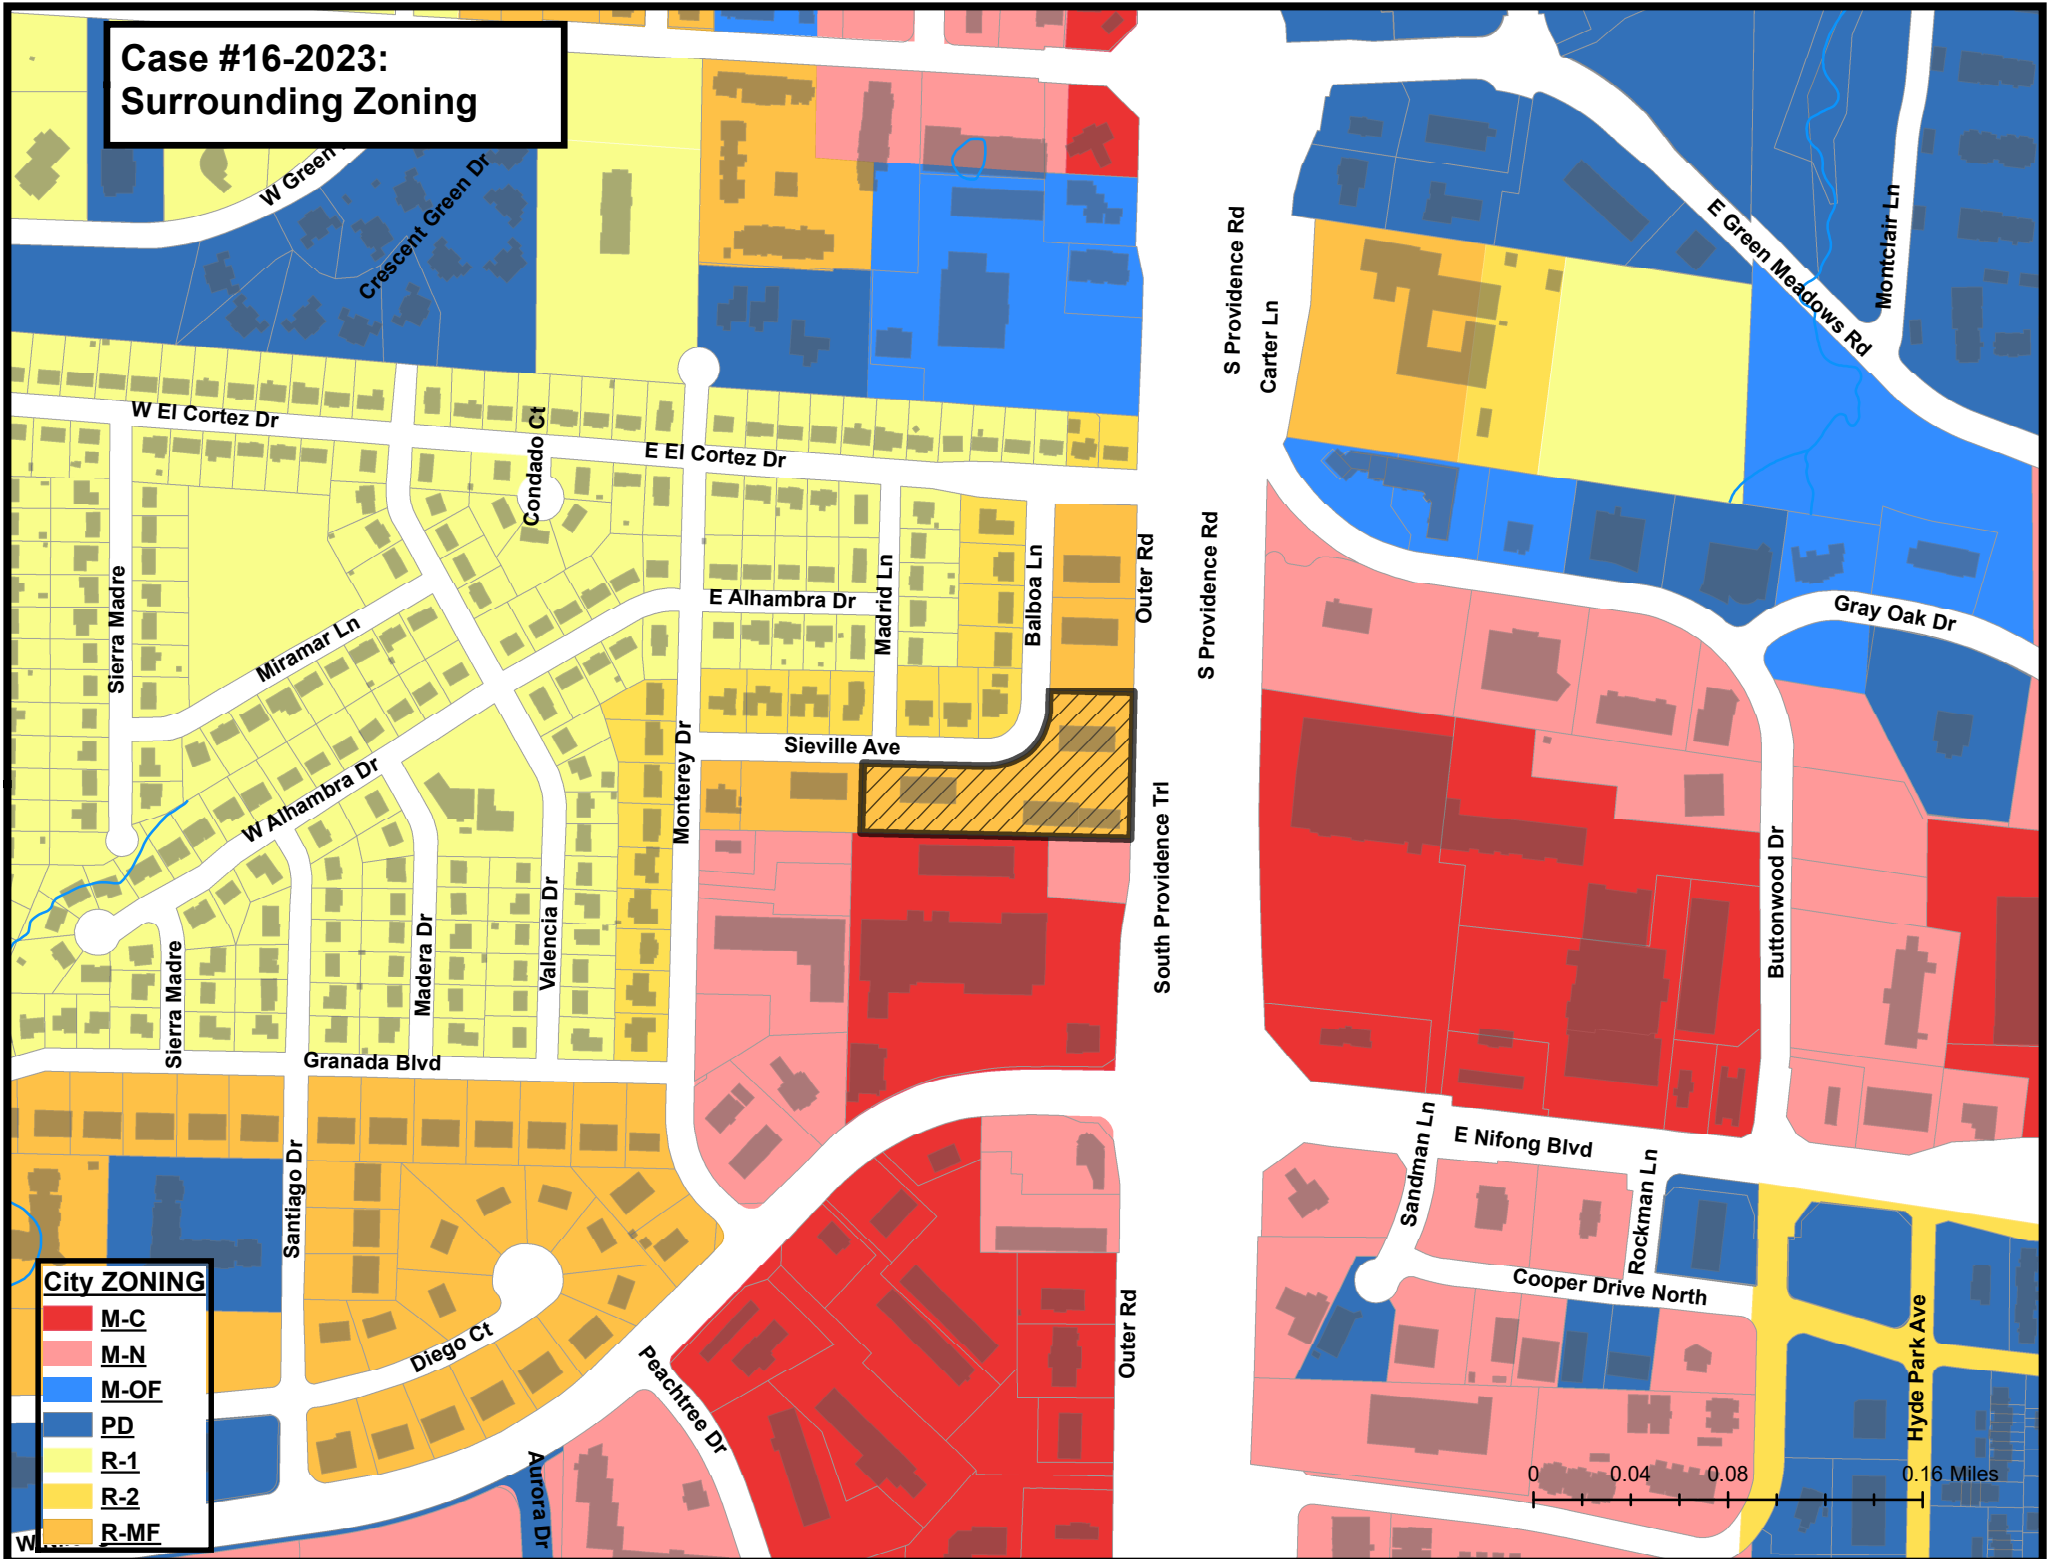 Case #16-2023:
Surrounding Zoning
W Green
Crescent Green Dr
S Providence Rd
Carter Ln
E Green Meadows Rd
Montclair Ln
W El Cortez Dr
Condado Ct
E El Cortez Dr
Sierra Madre
Miramar Ln
E Alhambra Dr
Madrid Ln
Balboa Ln
Outer Rd
S Providence Rd
Gray Oak Dr
W Alhambra Dr
Monterey Dr
Sieville Ave
South Providence Trl
Buttonwood Dr
Sierra Madre
Madera Dr
Valencia Dr
Granada Blvd
Santiago Dr
Diego Ct
Peachtree Dr
Aurora Dr
Outer Rd
Sandman Ln
E Nifong Blvd
Rockman Ln
Cooper Drive North
Hyde Park Ave
City ZONING
M-C
M-N
M-OF
PD
R-1
R-2
R-MF
W
0 0.04 0.08 0.16 Miles